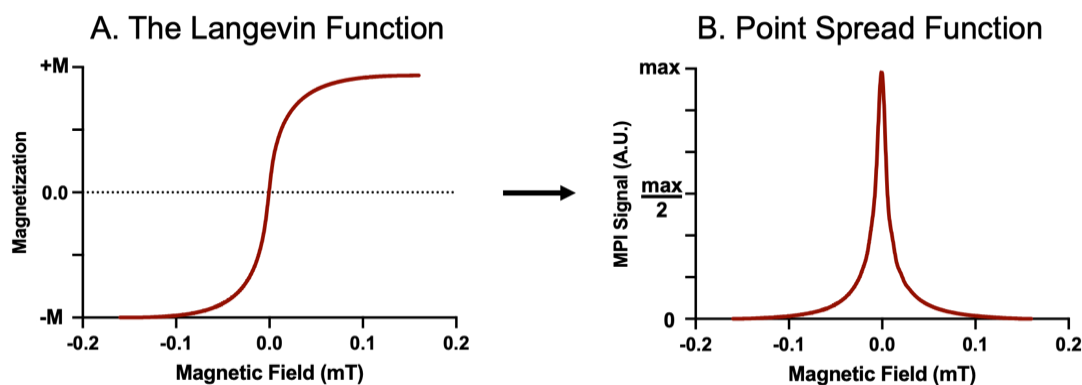 A. The Langevin Function
+M
0.0
-M
Magnetization
-0.2 -0.1 0.0 0.1 0.2
Magnetic Field (mT)
B. Point Spread Function
max
max
2
0
MPI Signal (A.U.)
-0.2 -0.1 0.0 0.1 0.2
Magnetic Field (mT)